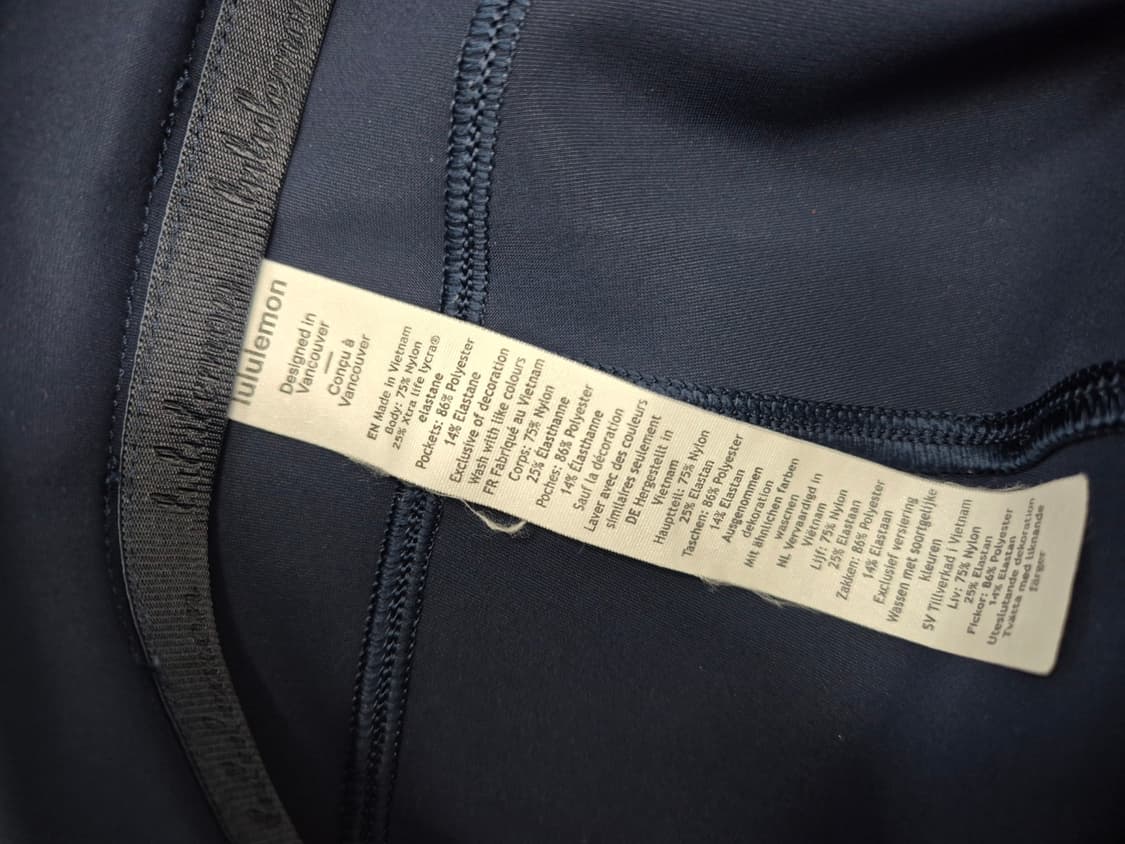 lululemon
lululemon
lululemon
Designed in
Vancouver
—
Conçu à
Vancouver
EN Made in Vietnam
Body: 75% Nylon
25% Xtra life lycra®
elastane
Pockets: 86% Polyester
14% Elastane
Exclusive of decoration
Wash with like colours
FR Fabriqué au Vietnam
Corps: 75% Nylon
25% Élasthanne
Poches: 86% Polyester
14% Élasthanne
Sauf la décoration
Laver avec des couleurs
similaires seulement
DE Hergestellt in
Vietnam
Hauptteil: 75% Nylon
25% Elastan
Taschen: 86% Polyester
14% Elastan
Ausgenommen
dekoration
Mit ähnlichen farben
waschen
NL Vervaardigd in
Viëtnam
Lijf: 75% Nylon
25% Elastaan
Zakken: 86% Polyester
14% Elastaan
Exclusief versiering
Wassen met soortgelijke
kleuren
SV Tillverkad i Vietnam
Liv: 75% Nylon
25% Elastan
Fickor: 86% Polyester
14% Elastan
Uteslutande dekoration
Tvätta med liknande
färger